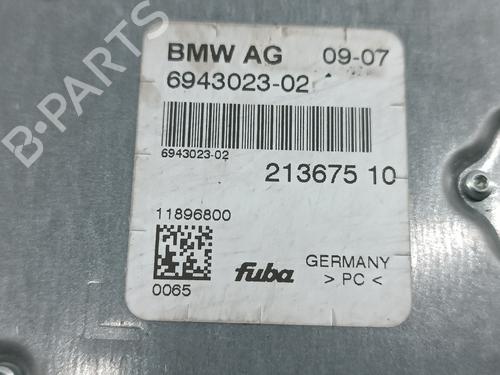 BMW AG 09-07
6943023-02
6943023-02
213675 10
11896800
0065
fuba
GERMANY
> PC <
B-PARTS